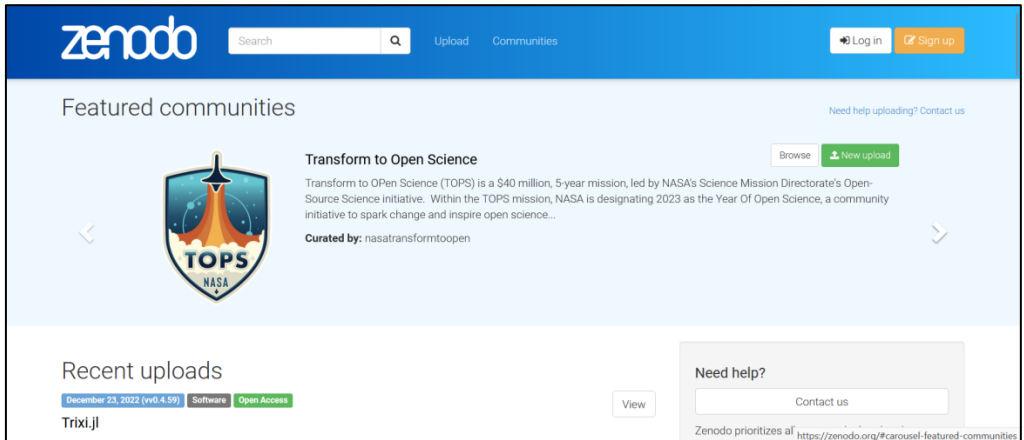 zenodo
Search
Upload
Communities
Log in
Sign up
Featured communities
Need help uploading? Contact us
Transform to Open Science
Browse
New upload
Transform to OPen Science (TOPS) is a $40 million, 5-year mission, led by NASA's Science Mission Directorate's Open-
Source Science initiative. Within the TOPS mission, NASA is designating 2023 as the Year Of Open Science, a community
initiative to spark change and inspire open science...
Curated by: nasatransformtoopen
TOPS
NASA
Recent uploads
December 23, 2022 (vv0.4.59) Software Open Access
View
Trixi.jl
Need help?
Contact us
Zenodo prioritizes
https://zenodo.org/#carousel-featured-communities